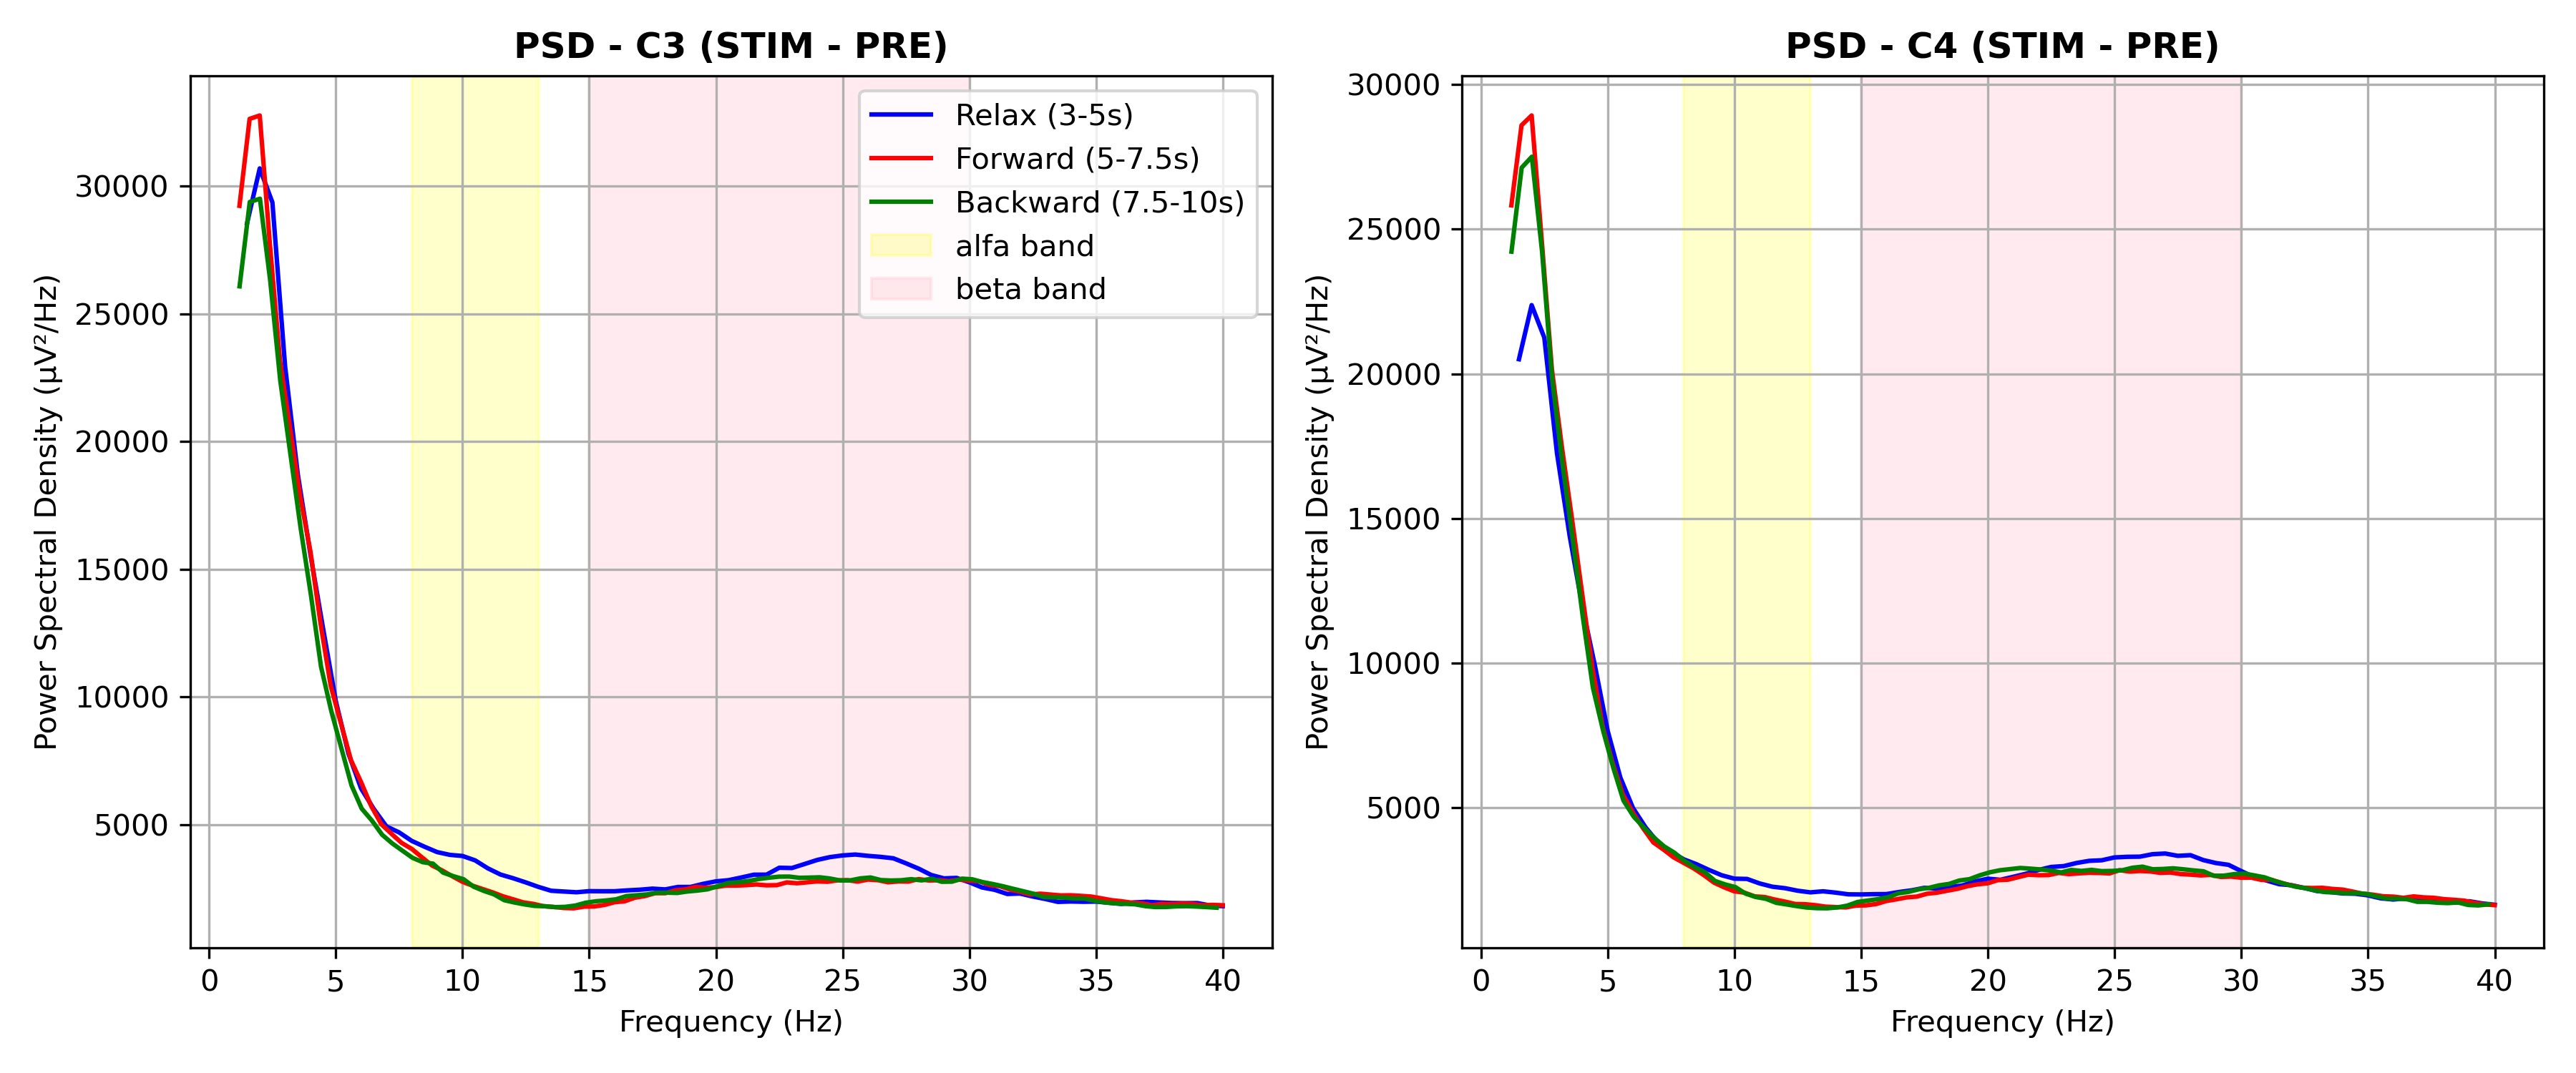 PSD - C3 (STIM - PRE)
Power Spectral Density (µV²/Hz)
30000
25000
20000
15000
10000
5000
0 5 10 15 20 25 30 35 40
Frequency (Hz)
Relax (3-5s)
Forward (5-7.5s)
Backward (7.5-10s)
alfa band
beta band
PSD - C4 (STIM - PRE)
Power Spectral Density (µV²/Hz)
30000
25000
20000
15000
10000
5000
0 5 10 15 20 25 30 35 40
Frequency (Hz)